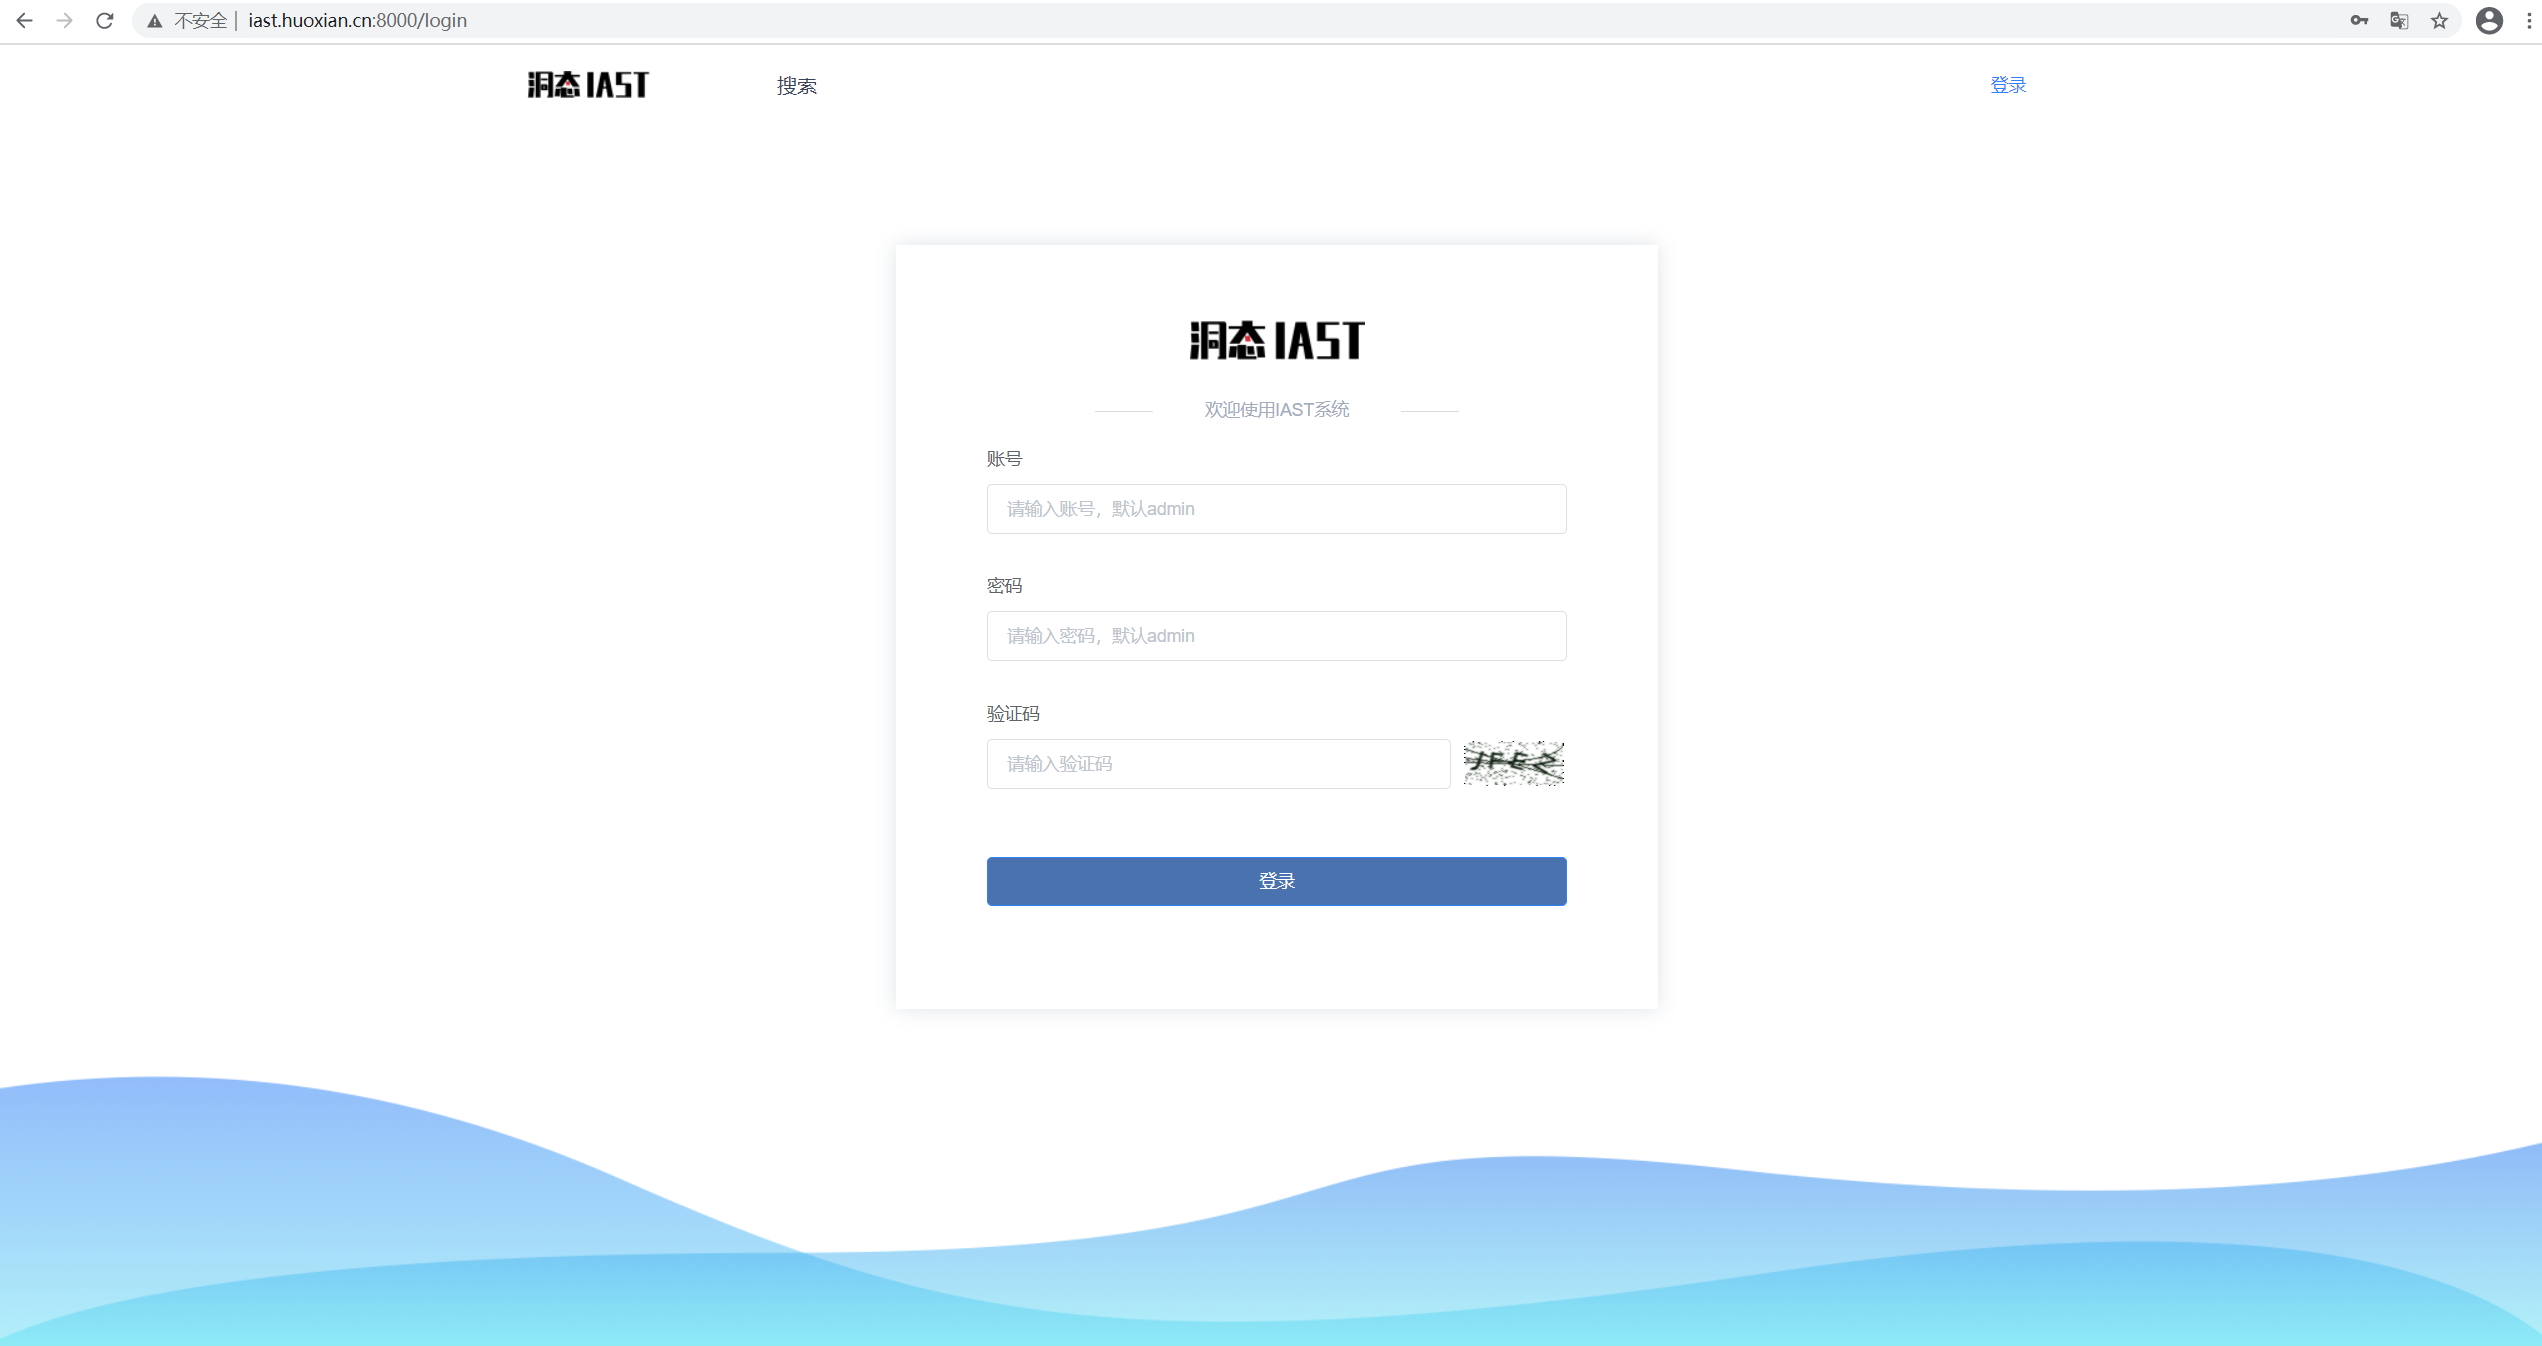 不安全 | iast.huoxian.cn:8000/login
洞态 IAST
搜索
登录
洞态 IAST
欢迎使用IAST系统
账号
请输入账号，默认admin
密码
请输入密码，默认admin
验证码
请输入验证码
登录